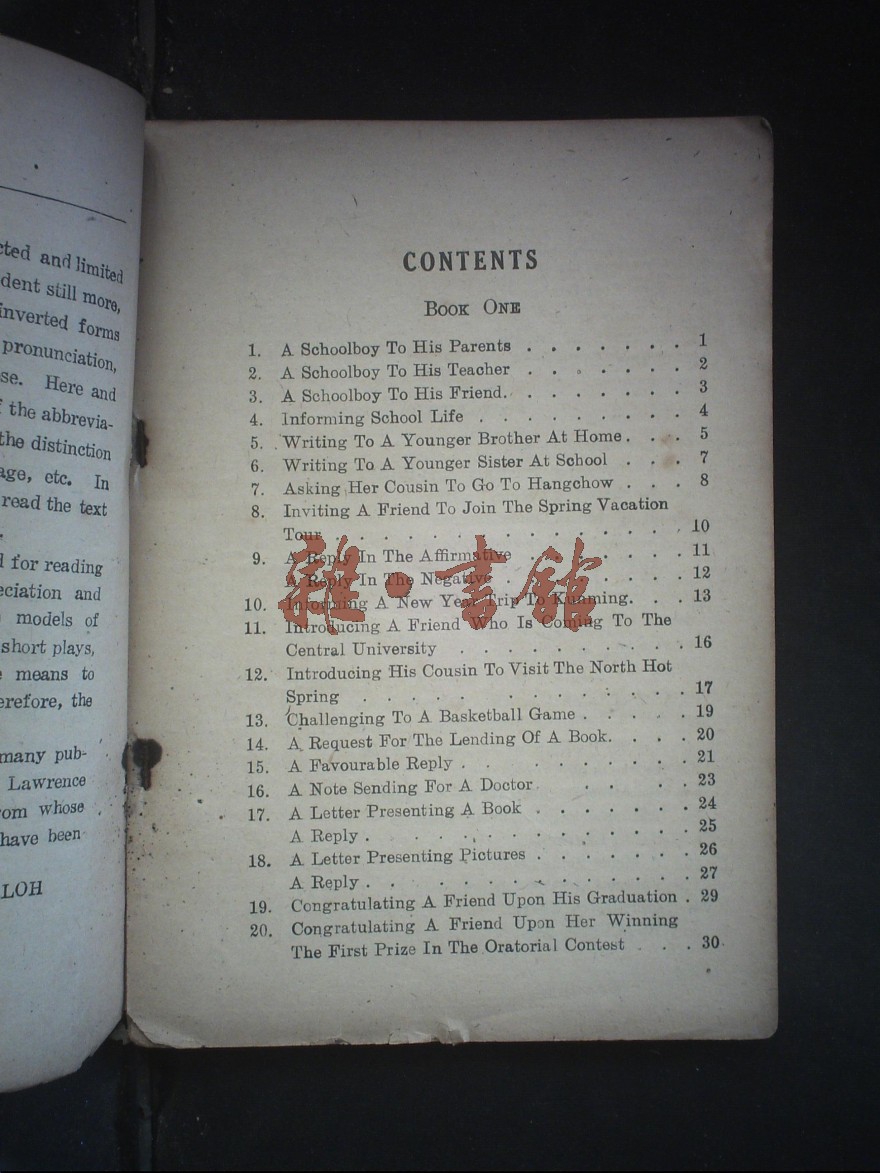 cted and limited
dent still more,
inverted forms
pronunciation,
se. Here and
f the abbrevia-
the distinction
age, etc. In
read the text
d for reading
eciation and
models of
short plays,
means to
erefore, the
many pub-
Lawrence
om whose
have been
LOH
CONTENTS
BOOK ONE
1. A Schoolboy To His Parents . . . . . . . 1
2. A Schoolboy To His Teacher . . . . . . . 2
3. A Schoolboy To His Friend. . . . . . . . 3
4. Informing School Life . . . . . . . . . 4
5. Writing To A Younger Brother At Home . . . 5
6. Writing To A Younger Sister At School . . . 7
7. Asking Her Cousin To Go To Hangchow . . . 8
8. Inviting A Friend To Join The Spring Vacation
Tour . . . . . . . . . . . . . . . . 10
9. A Reply In The Affirmative . . . . . . . 11
A Reply In The Negative . . . . . . . . 12
10. Informing A New Year Trip To Kunming. . . 13
11. Introducing A Friend Who Is Coming To The
Central University . . . . . . . . . . 16
12. Introducing His Cousin To Visit The North Hot
Spring . . . . . . . . . . . . . . 17
13. Challenging To A Basketball Game . . . . . 19
14. A Request For The Lending Of A Book. . . . 20
15. A Favourable Reply . . . . . . . . . 21
16. A Note Sending For A Doctor . . . . . 23
17. A Letter Presenting A Book . . . . . . . 24
A Reply . . . . . . . . . . . . . 25
18. A Letter Presenting Pictures . . . . . . . 26
A Reply . . . . . . . . . . . . . 27
19. Congratulating A Friend Upon His Graduation . 29
20. Congratulating A Friend Upon Her Winning
The First Prize In The Oratorial Contest . . . 30
雜·書館